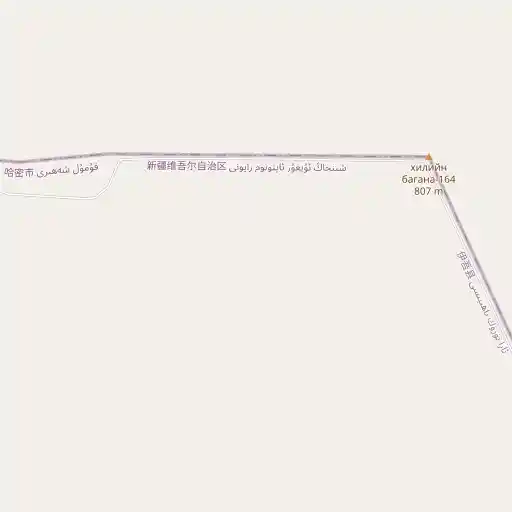 哈密市 قۇمۇل شەھىرى
新疆维吾尔自治区 شىنجاڭ ئۇيغۇر ئاپتونوم رايونى
хилийн
багана-164
807 m
伊吾县 ئارا تۈرۈك ناھىيىسى